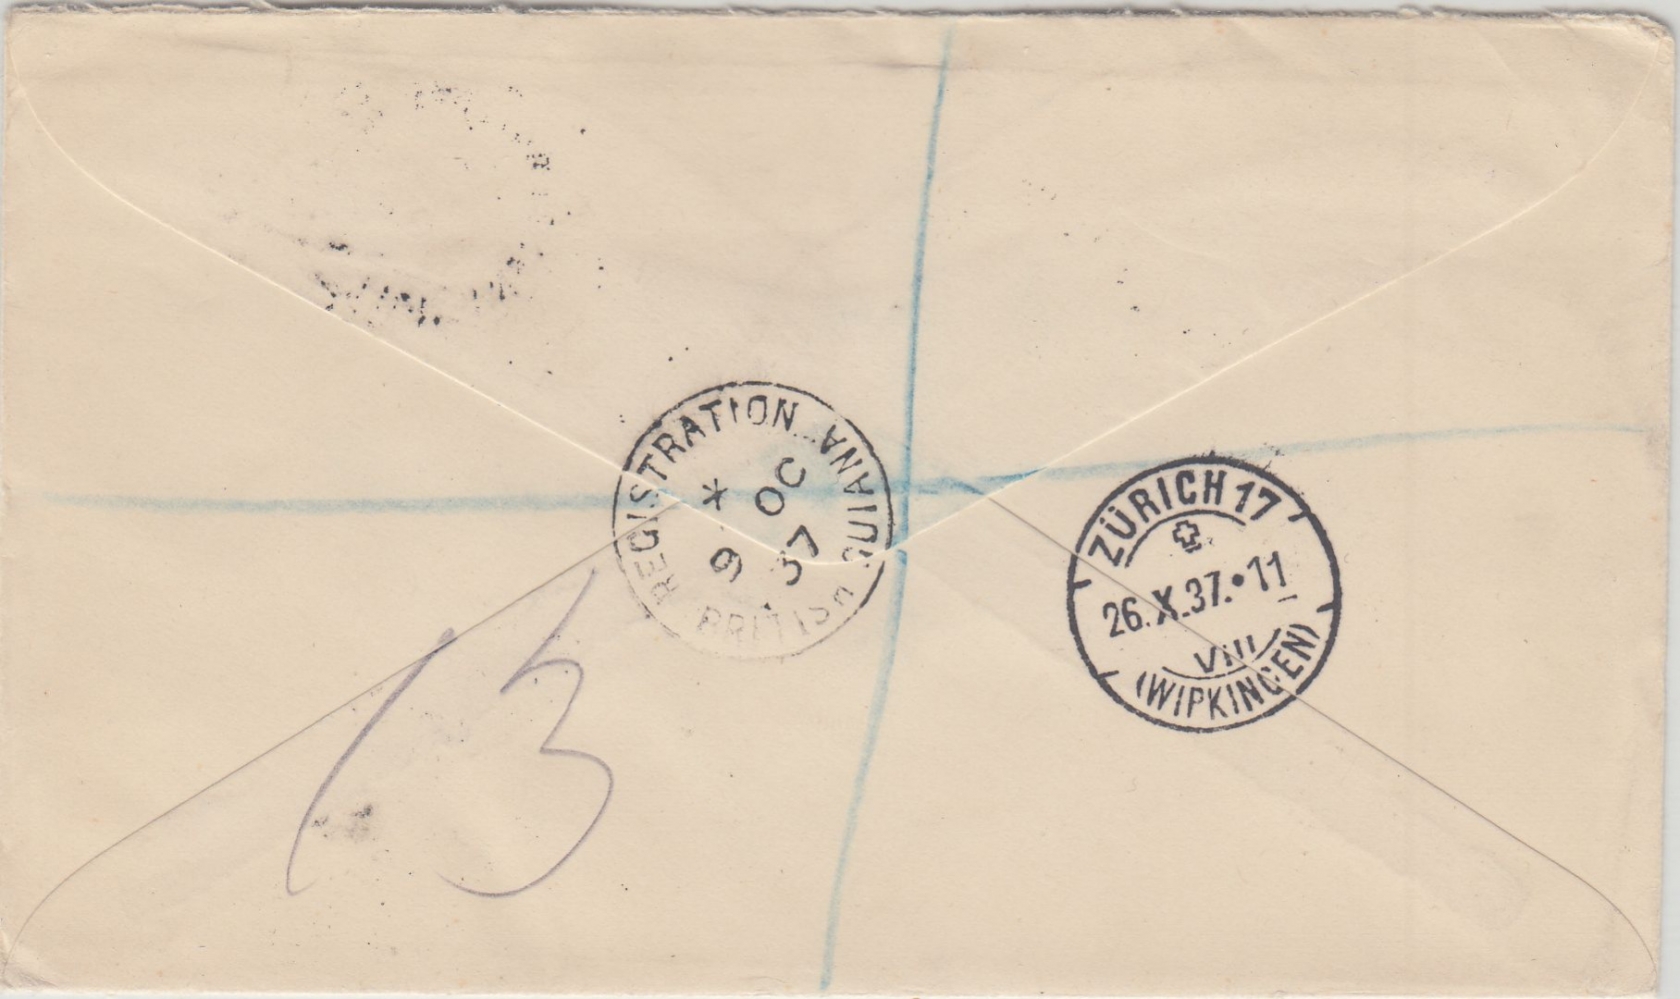 REGISTRATION
*
9 OC
37
BRITISH GUIANA
ZÜRICH 17
26.X.37.•11
VIII
(WIPKINGEN)
13